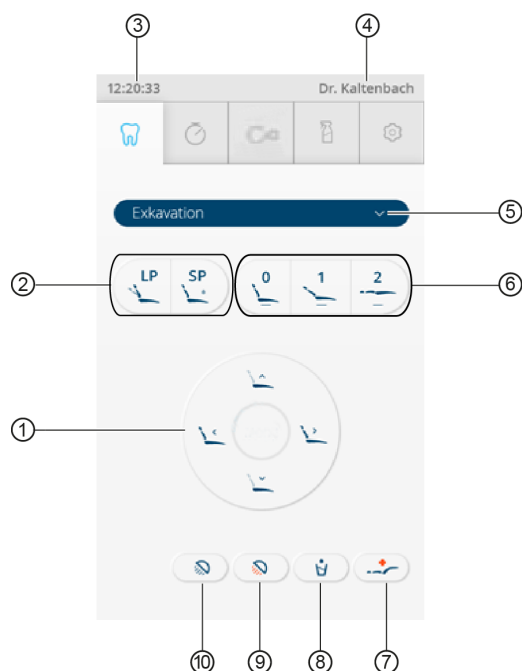 ③ ④
12:20:33 Dr. Kaltenbach
Exkavation
⑤
② LP SP 0 1 2 ⑥
①
⑩ ⑨ ⑧ ⑦